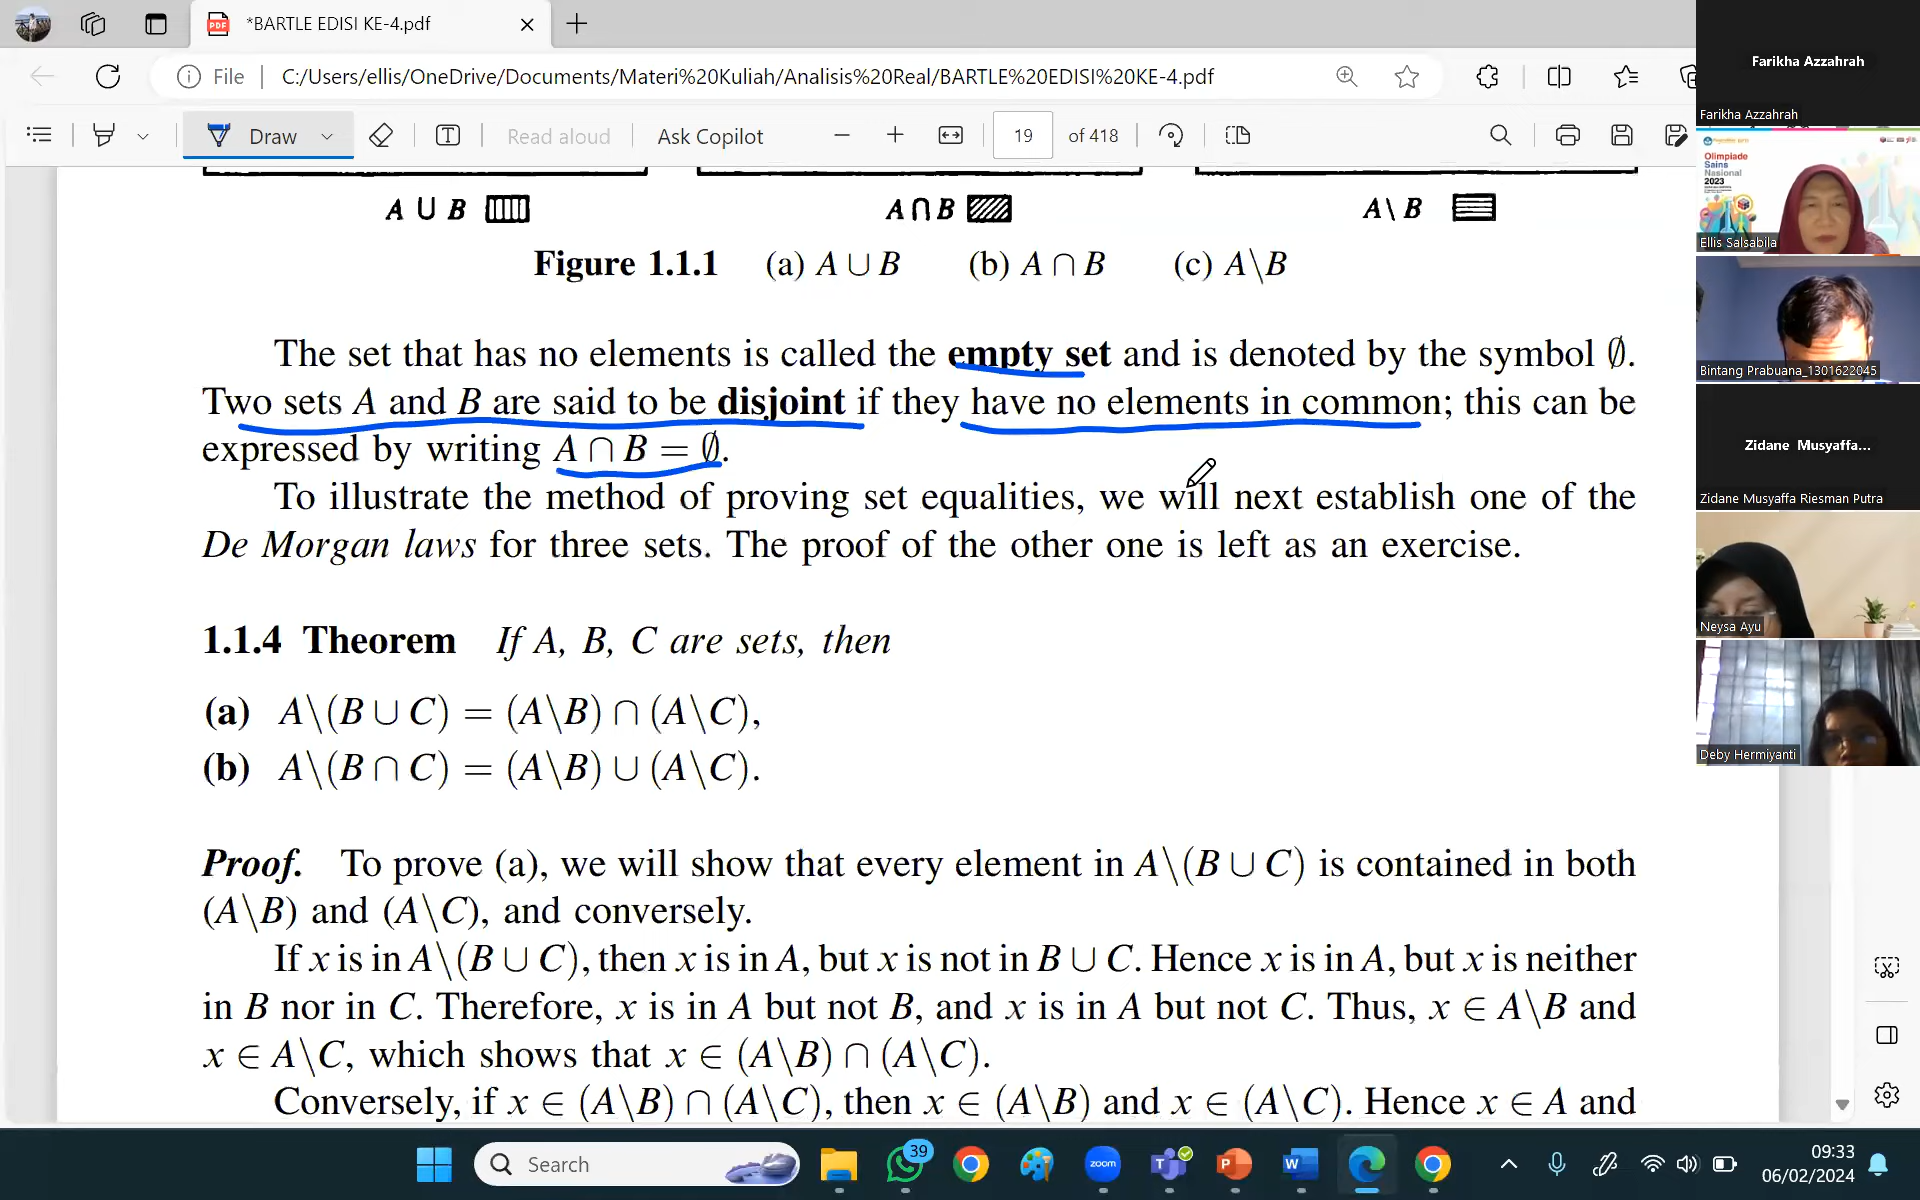 *BARTLE EDISI KE-4.pdf
File
C:/Users/ellis/OneDrive/Documents/Materi%20Kuliah/Analisis%20Real/BARTLE%20EDISI%20KE-4.pdf
Draw
Read aloud
Ask Copilot
19 of 418
A ∪ B
A ∩ B
A \ B
Figure 1.1.1 (a) A ∪ B (b) A ∩ B (c) A\B
The set that has no elements is called the empty set and is denoted by the symbol ∅.
Two sets A and B are said to be disjoint if they have no elements in common; this can be
expressed by writing A ∩ B = ∅.
To illustrate the method of proving set equalities, we will next establish one of the
De Morgan laws for three sets. The proof of the other one is left as an exercise.
1.1.4 Theorem If A, B, C are sets, then
(a) A\(B ∪ C) = (A\B) ∩ (A\C),
(b) A\(B ∩ C) = (A\B) ∪ (A\C).
Proof. To prove (a), we will show that every element in A\(B ∪ C) is contained in both
(A\B) and (A\C), and conversely.
If x is in A\(B ∪ C), then x is in A, but x is not in B ∪ C. Hence x is in A, but x is neither
in B nor in C. Therefore, x is in A but not B, and x is in A but not C. Thus, x ∈ A\B and
x ∈ A\C, which shows that x ∈ (A\B) ∩ (A\C).
Conversely, if x ∈ (A\B) ∩ (A\C), then x ∈ (A\B) and x ∈ (A\C). Hence x ∈ A and
Farikha Azzahrah
Farikha Azzahrah
Olimpiade
Sains
Nasional
2023
Ellis Salsabila
Bintang Prabuana_1301622045
Zidane Musyaffa...
Zidane Musyaffa Riesman Putra
Neysa Ayu
Deby Hermiyanti
Search
39
zoom
09:33
06/02/2024